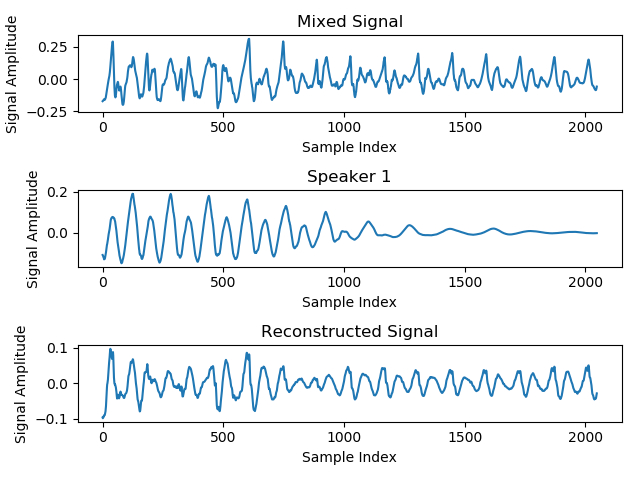 Mixed Signal
Signal Amplitude
0.25
0.00
−0.25
0 500 1000 1500 2000
Sample Index
Speaker 1
Signal Amplitude
0.2
0.0
0 500 1000 1500 2000
Sample Index
Reconstructed Signal
Signal Amplitude
0.1
0.0
−0.1
0 500 1000 1500 2000
Sample Index